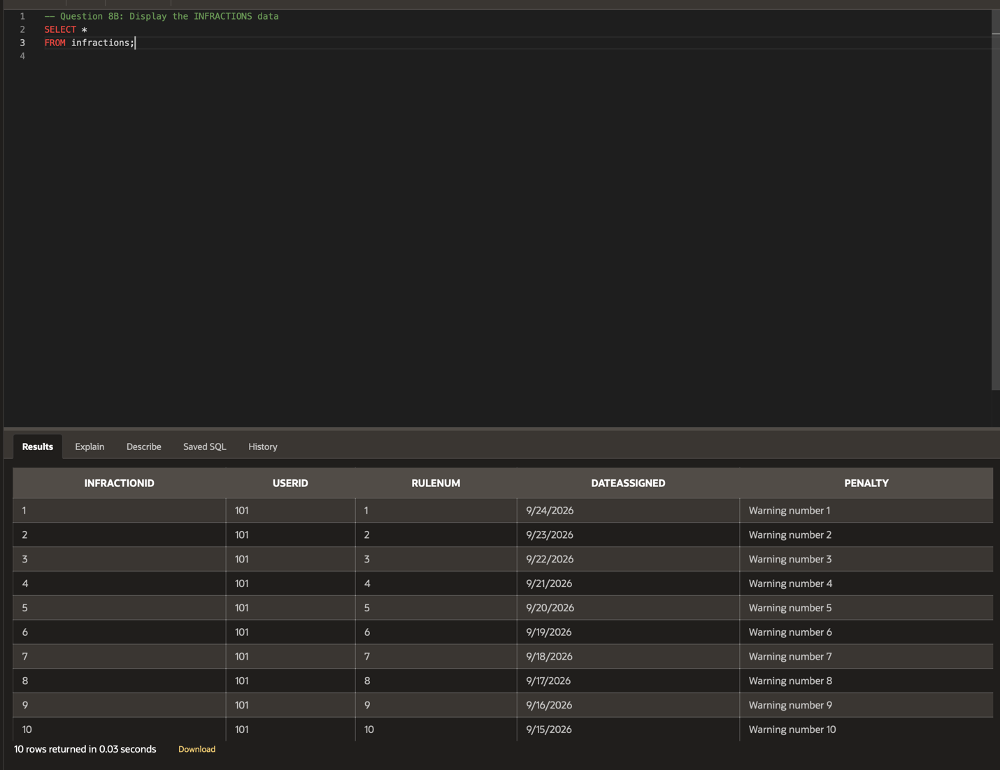 1 -- Question 8B: Display the INFRACTIONS data
2 SELECT *
3 FROM infractions;
4
Results Explain Describe Saved SQL History
INFRACTIONID USERID RULENUM DATEASSIGNED PENALTY
1 101 1 9/24/2026 Warning number 1
2 101 2 9/23/2026 Warning number 2
3 101 3 9/22/2026 Warning number 3
4 101 4 9/21/2026 Warning number 4
5 101 5 9/20/2026 Warning number 5
6 101 6 9/19/2026 Warning number 6
7 101 7 9/18/2026 Warning number 7
8 101 8 9/17/2026 Warning number 8
9 101 9 9/16/2026 Warning number 9
10 101 10 9/15/2026 Warning number 10
10 rows returned in 0.03 seconds Download